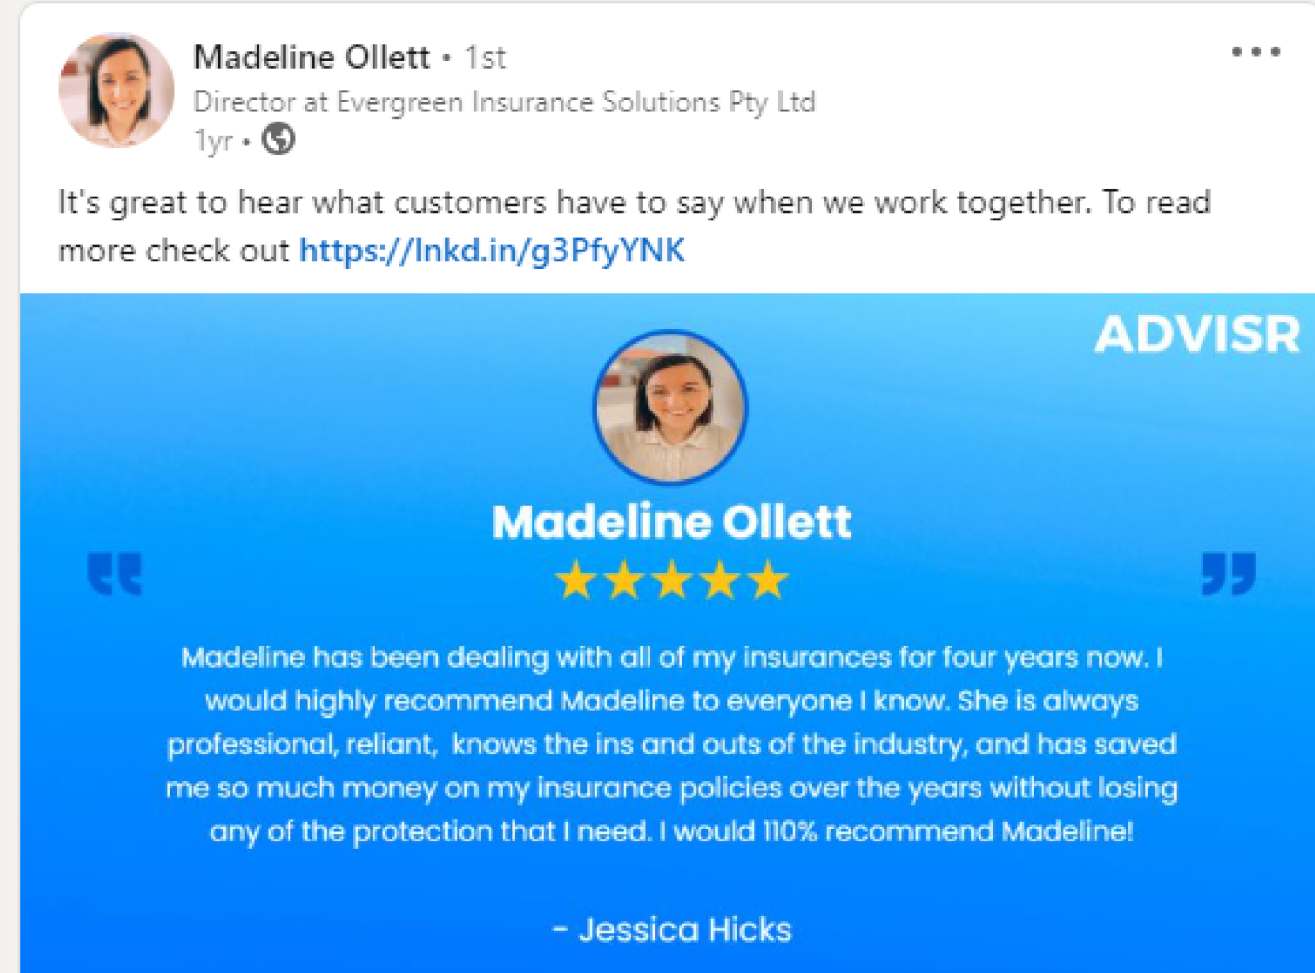 Madeline Ollett • 1st
Director at Evergreen Insurance Solutions Pty Ltd
1yr •
It's great to hear what customers have to say when we work together. To read
more check out https://lnkd.in/g3PfyYNK
ADVISR
Madeline Ollett
“ ”
Madeline has been dealing with all of my insurances for four years now. I
would highly recommend Madeline to everyone I know. She is always
professional, reliant,  knows the ins and outs of the industry, and has saved
me so much money on my insurance policies over the years without losing
any of the protection that I need. I would 110% recommend Madeline!
- Jessica Hicks